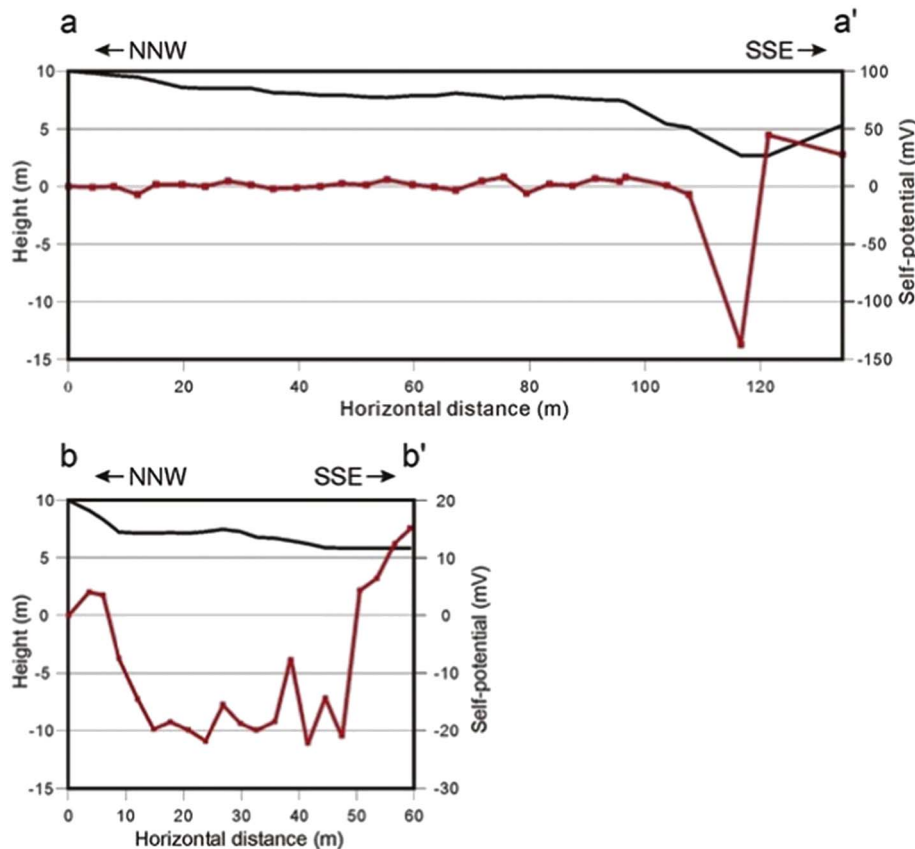 a a'
←NNW SSE→
10 100
5 50
0 0
-5 -50
-10 -100
-15 -150
Height (m)
Self-potential (mV)
0 20 40 60 80 100 120
Horizontal distance (m)
b b'
←NNW SSE→
10 20
5 10
0 0
-5 -10
-10 -20
-15 -30
Height (m)
Self-potential (mV)
0 10 20 30 40 50 60
Horizontal distance (m)